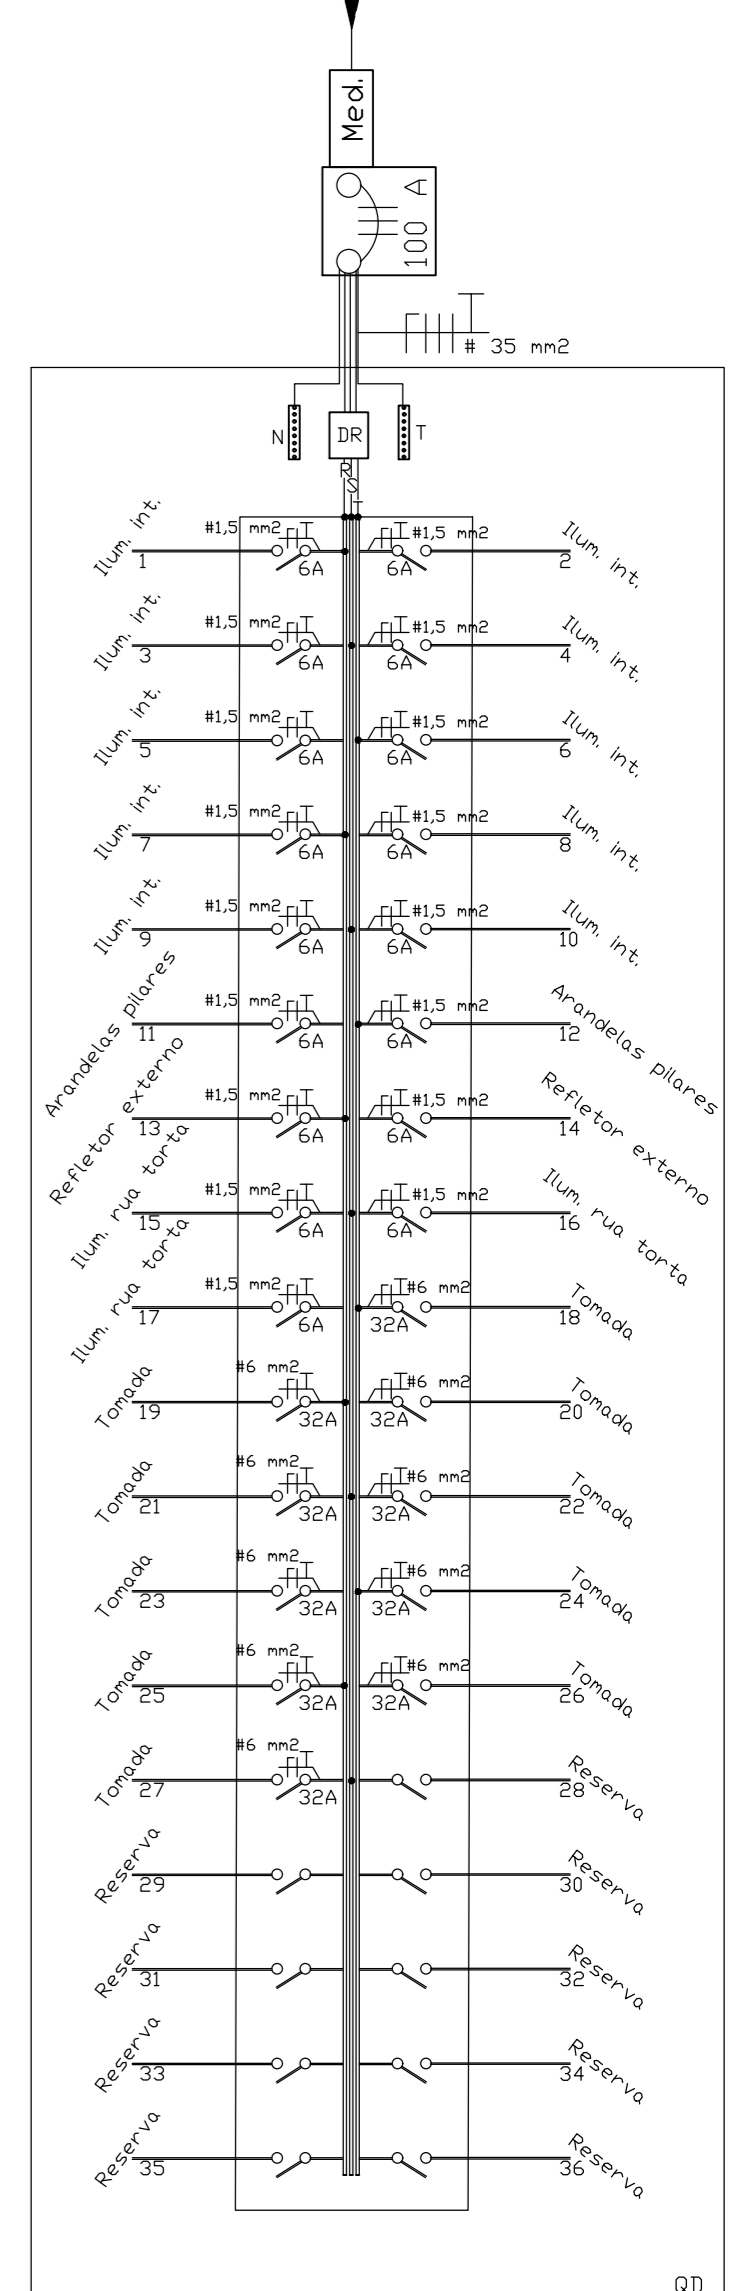 Med.
100 A
# 35 mm2
N
DR
T
R
S
T
Ilum. int.
1
#1,5 mm2
6A
6A
#1,5 mm2
2
Ilum. int.
Ilum. int.
3
#1,5 mm2
6A
6A
#1,5 mm2
4
Ilum. int.
Ilum. int.
5
#1,5 mm2
6A
6A
#1,5 mm2
6
Ilum. int.
Ilum. int.
7
#1,5 mm2
6A
6A
#1,5 mm2
8
Ilum. int.
Ilum. int.
9
#1,5 mm2
6A
6A
#1,5 mm2
10
Ilum. int.
Arandelas pilares
11
#1,5 mm2
6A
6A
#1,5 mm2
12
Arandelas pilares
Refletor externo
13
#1,5 mm2
6A
6A
#1,5 mm2
14
Refletor externo
Ilum. rua torta
15
#1,5 mm2
6A
6A
#1,5 mm2
16
Ilum. rua torta
Ilum. rua torta
17
#1,5 mm2
6A
32A
#6 mm2
18
Tomada
Tomada
19
#6 mm2
32A
32A
#6 mm2
20
Tomada
Tomada
21
#6 mm2
32A
32A
#6 mm2
22
Tomada
Tomada
23
#6 mm2
32A
32A
#6 mm2
24
Tomada
Tomada
25
#6 mm2
32A
32A
#6 mm2
26
Tomada
Tomada
27
#6 mm2
32A
28
Reserva
Reserva
29
30
Reserva
Reserva
31
32
Reserva
Reserva
33
34
Reserva
Reserva
35
36
Reserva
QD